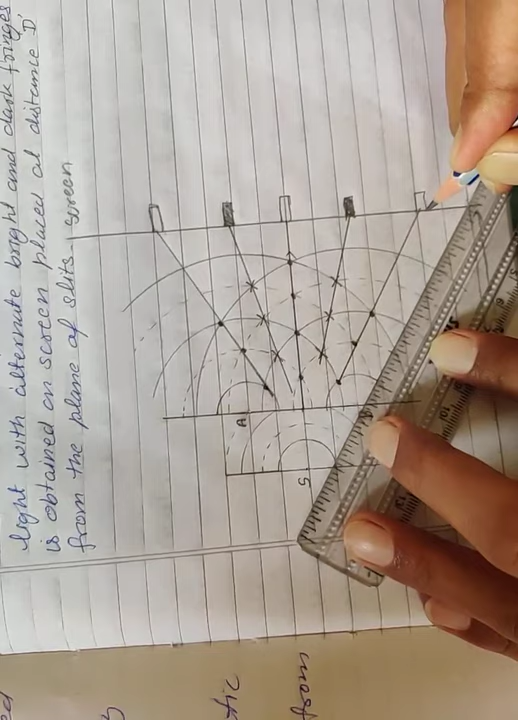 light with alternate bright and dark fringes
is obtained on screen placed at distance D
from the plane of slits
screen
A
S
tic
from